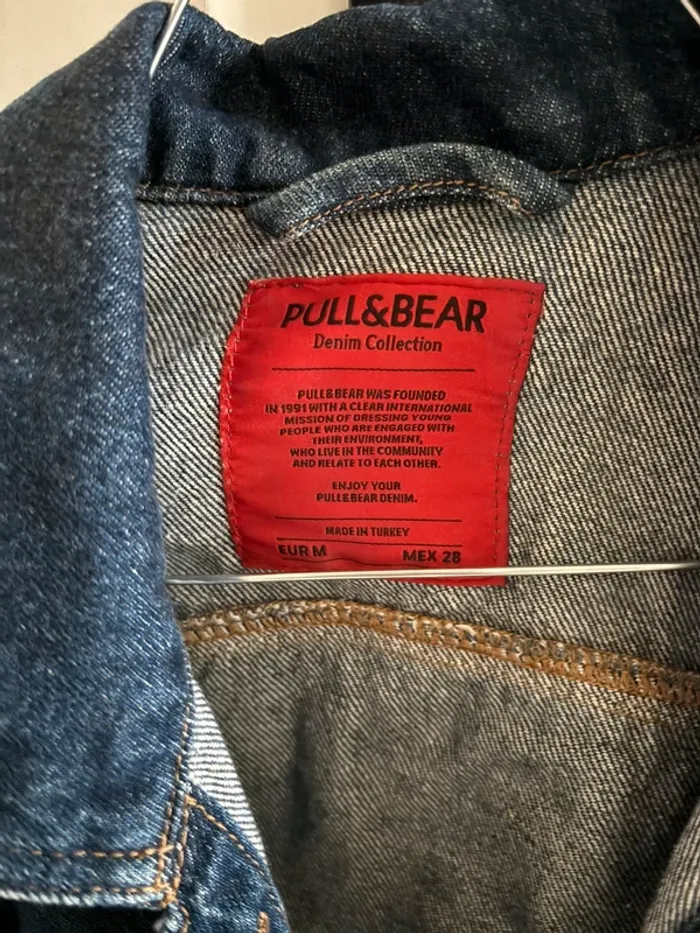 PULL&BEAR
Denim Collection
PULL&BEAR WAS FOUNDED
IN 1991 WITH A CLEAR INTERNATIONAL
MISSION OF DRESSING YOUNG
PEOPLE WHO ARE ENGAGED WITH
THEIR ENVIRONMENT,
WHO LIVE IN THE COMMUNITY
AND RELATE TO EACH OTHER.
ENJOY YOUR
PULL&BEAR DENIM.
MADE IN TURKEY
EUR M MEX 28